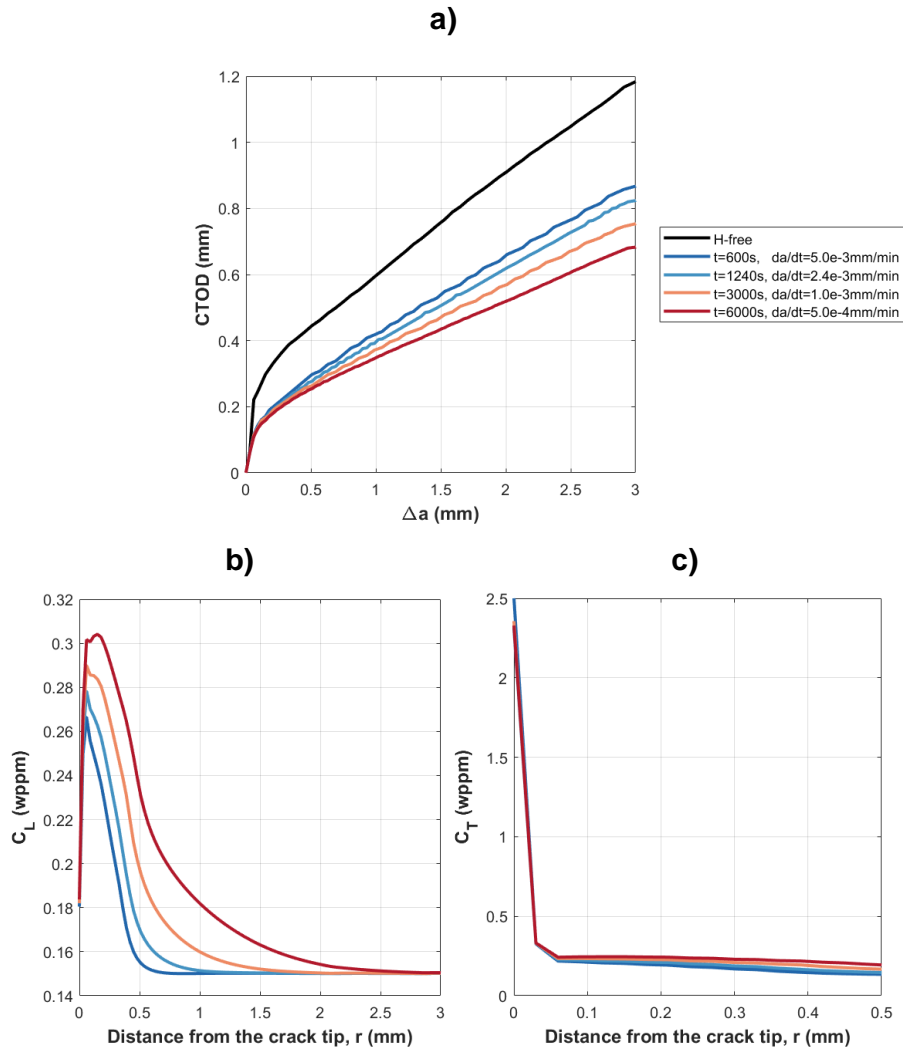 a)
1.2
1
0.8
0.6
0.4
0.2
0
CTOD (mm)
0 0.5 1 1.5 2 2.5 3
Δa (mm)
H-free
t=600s, da/dt=5.0e-3mm/min
t=1240s, da/dt=2.4e-3mm/min
t=3000s, da/dt=1.0e-3mm/min
t=6000s, da/dt=5.0e-4mm/min
b)
0.32
0.3
0.28
0.26
0.24
0.22
0.2
0.18
0.16
0.14
C_L (wppm)
0 0.5 1 1.5 2 2.5 3
Distance from the crack tip, r (mm)
c)
2.5
2
1.5
1
0.5
0
C_T (wppm)
0 0.1 0.2 0.3 0.4 0.5
Distance from the crack tip, r (mm)